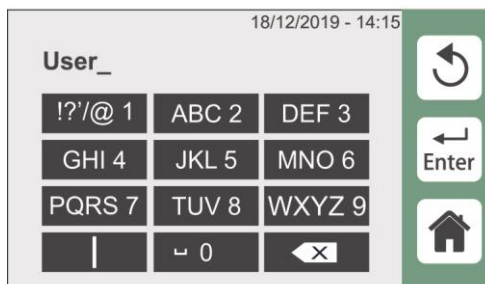 18/12/2019 - 14:15
User_
!?'/@ 1 ABC 2 DEF 3
GHI 4 JKL 5 MNO 6
PQRS 7 TUV 8 WXYZ 9
| ⎵ 0 X
Enter